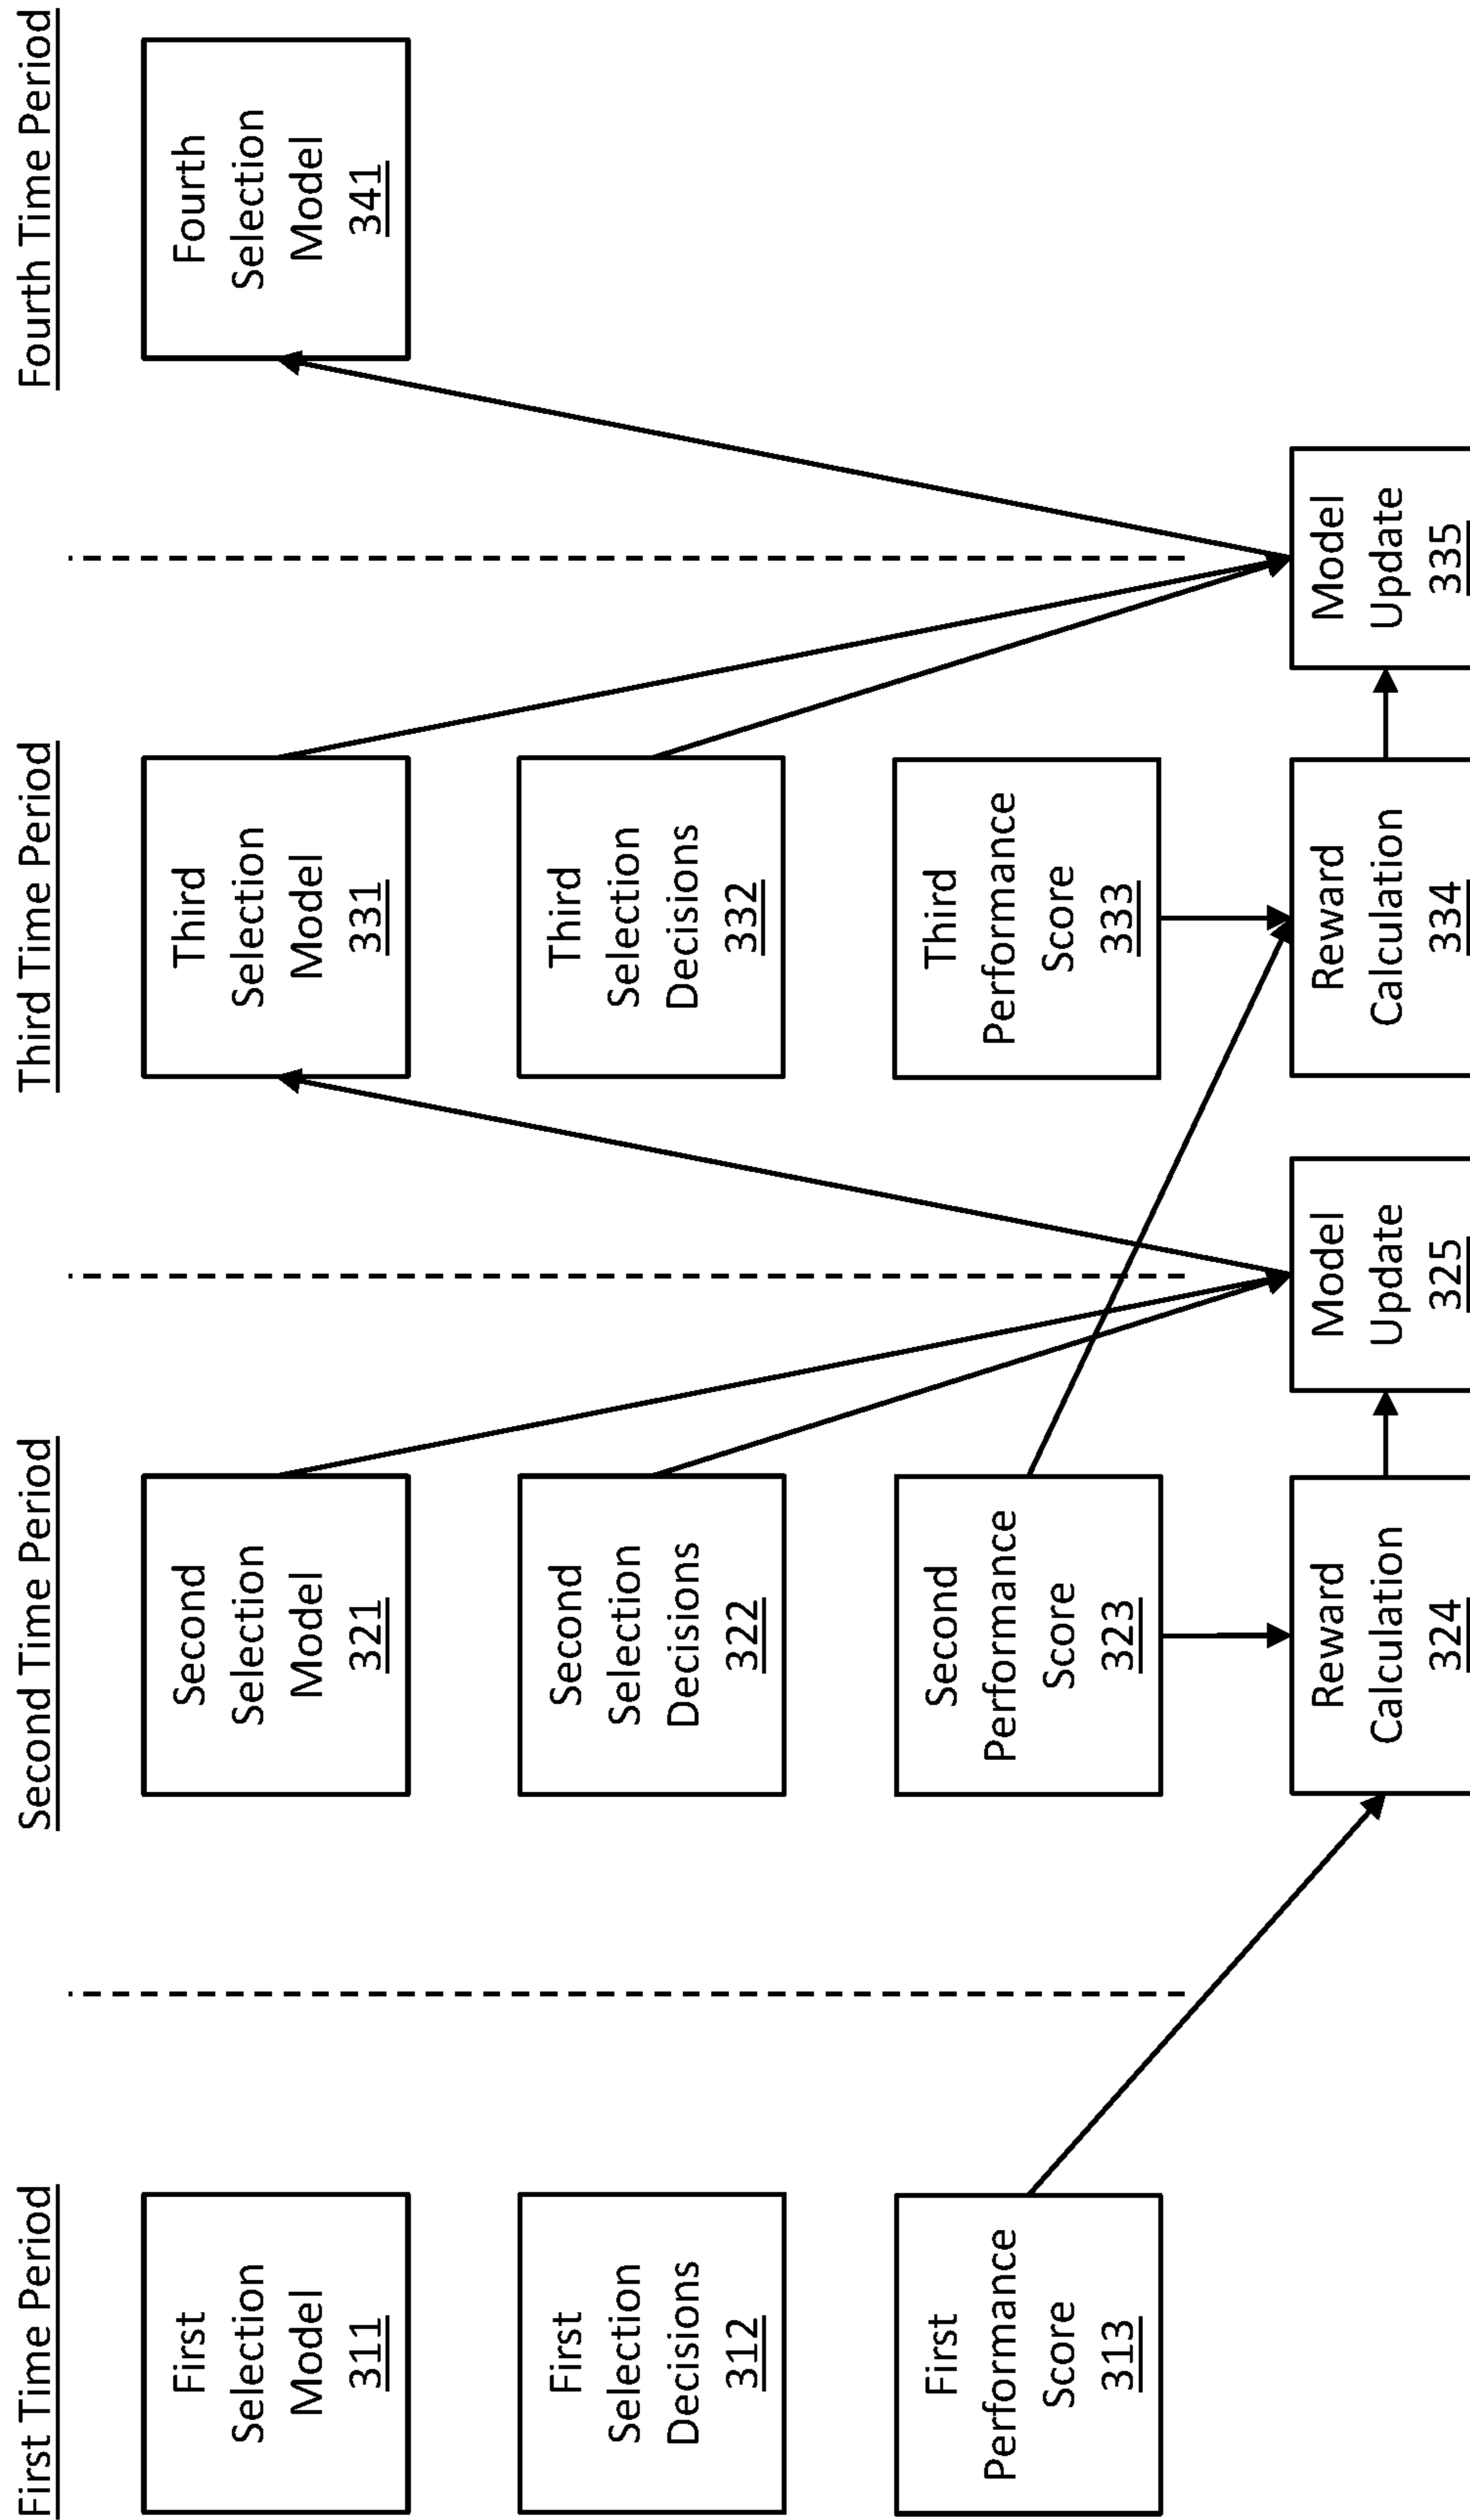 First Time Period
Second Time Period
Third Time Period
Fourth Time Period
First
Selection
Model
311
First
Selection
Decisions
312
First
Performance
Score
313
Second
Selection
Model
321
Second
Selection
Decisions
322
Second
Performance
Score
323
Reward
Calculation
324
Model
Update
325
Third
Selection
Model
331
Third
Selection
Decisions
332
Third
Performance
Score
333
Reward
Calculation
334
Model
Update
335
Fourth
Selection
Model
341